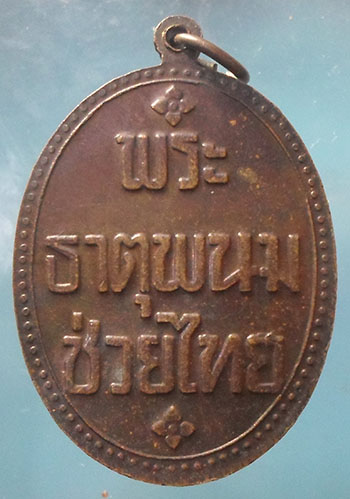 พระ
ธาตุพนม
ช่วยไทย